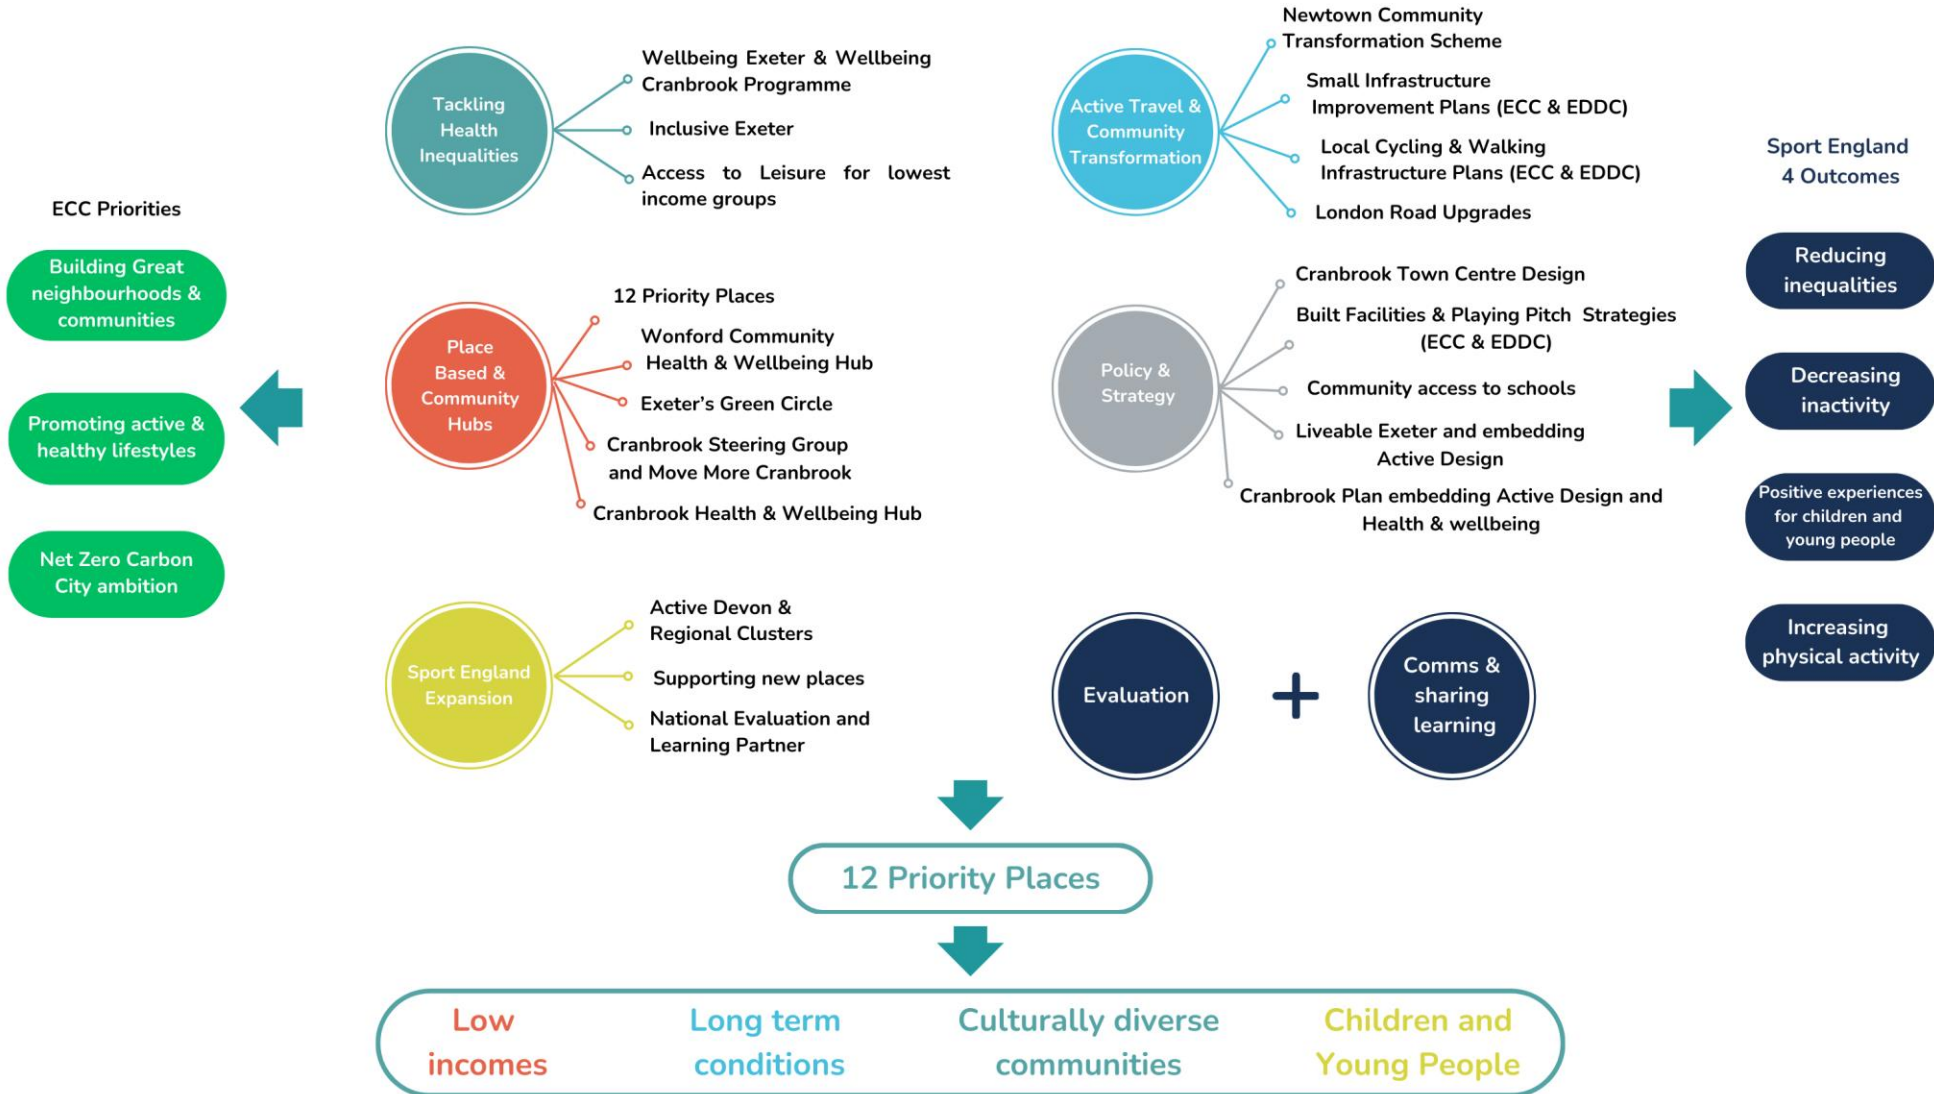 ECC Priorities
Building Great
neighbourhoods &
communities
Promoting active &
healthy lifestyles
Net Zero Carbon
City ambition
Tackling
Health
Inequalities
Wellbeing Exeter & Wellbeing
Cranbrook Programme
Inclusive Exeter
Access to Leisure for lowest
income groups
Place
Based &
Community
Hubs
12 Priority Places
Wonford Community
Health & Wellbeing Hub
Exeter’s Green Circle
Cranbrook Steering Group
and Move More Cranbrook
Cranbrook Health & Wellbeing Hub
Sport England
Expansion
Active Devon &
Regional Clusters
Supporting new places
National Evaluation and
Learning Partner
Active Travel &
Community
Transformation
Newtown Community
Transformation Scheme
Small Infrastructure
Improvement Plans (ECC & EDDC)
Local Cycling & Walking
Infrastructure Plans (ECC & EDDC)
London Road Upgrades
Policy &
Strategy
Cranbrook Town Centre Design
Built Facilities & Playing Pitch Strategies
(ECC & EDDC)
Community access to schools
Liveable Exeter and embedding
Active Design
Cranbrook Plan embedding Active Design and
Health & wellbeing
Evaluation
+
Comms &
sharing
learning
Sport England
4 Outcomes
Reducing
inequalities
Decreasing
inactivity
Positive experiences
for children and
young people
Increasing
physical activity
12 Priority Places
Low
incomes
Long term
conditions
Culturally diverse
communities
Children and
Young People